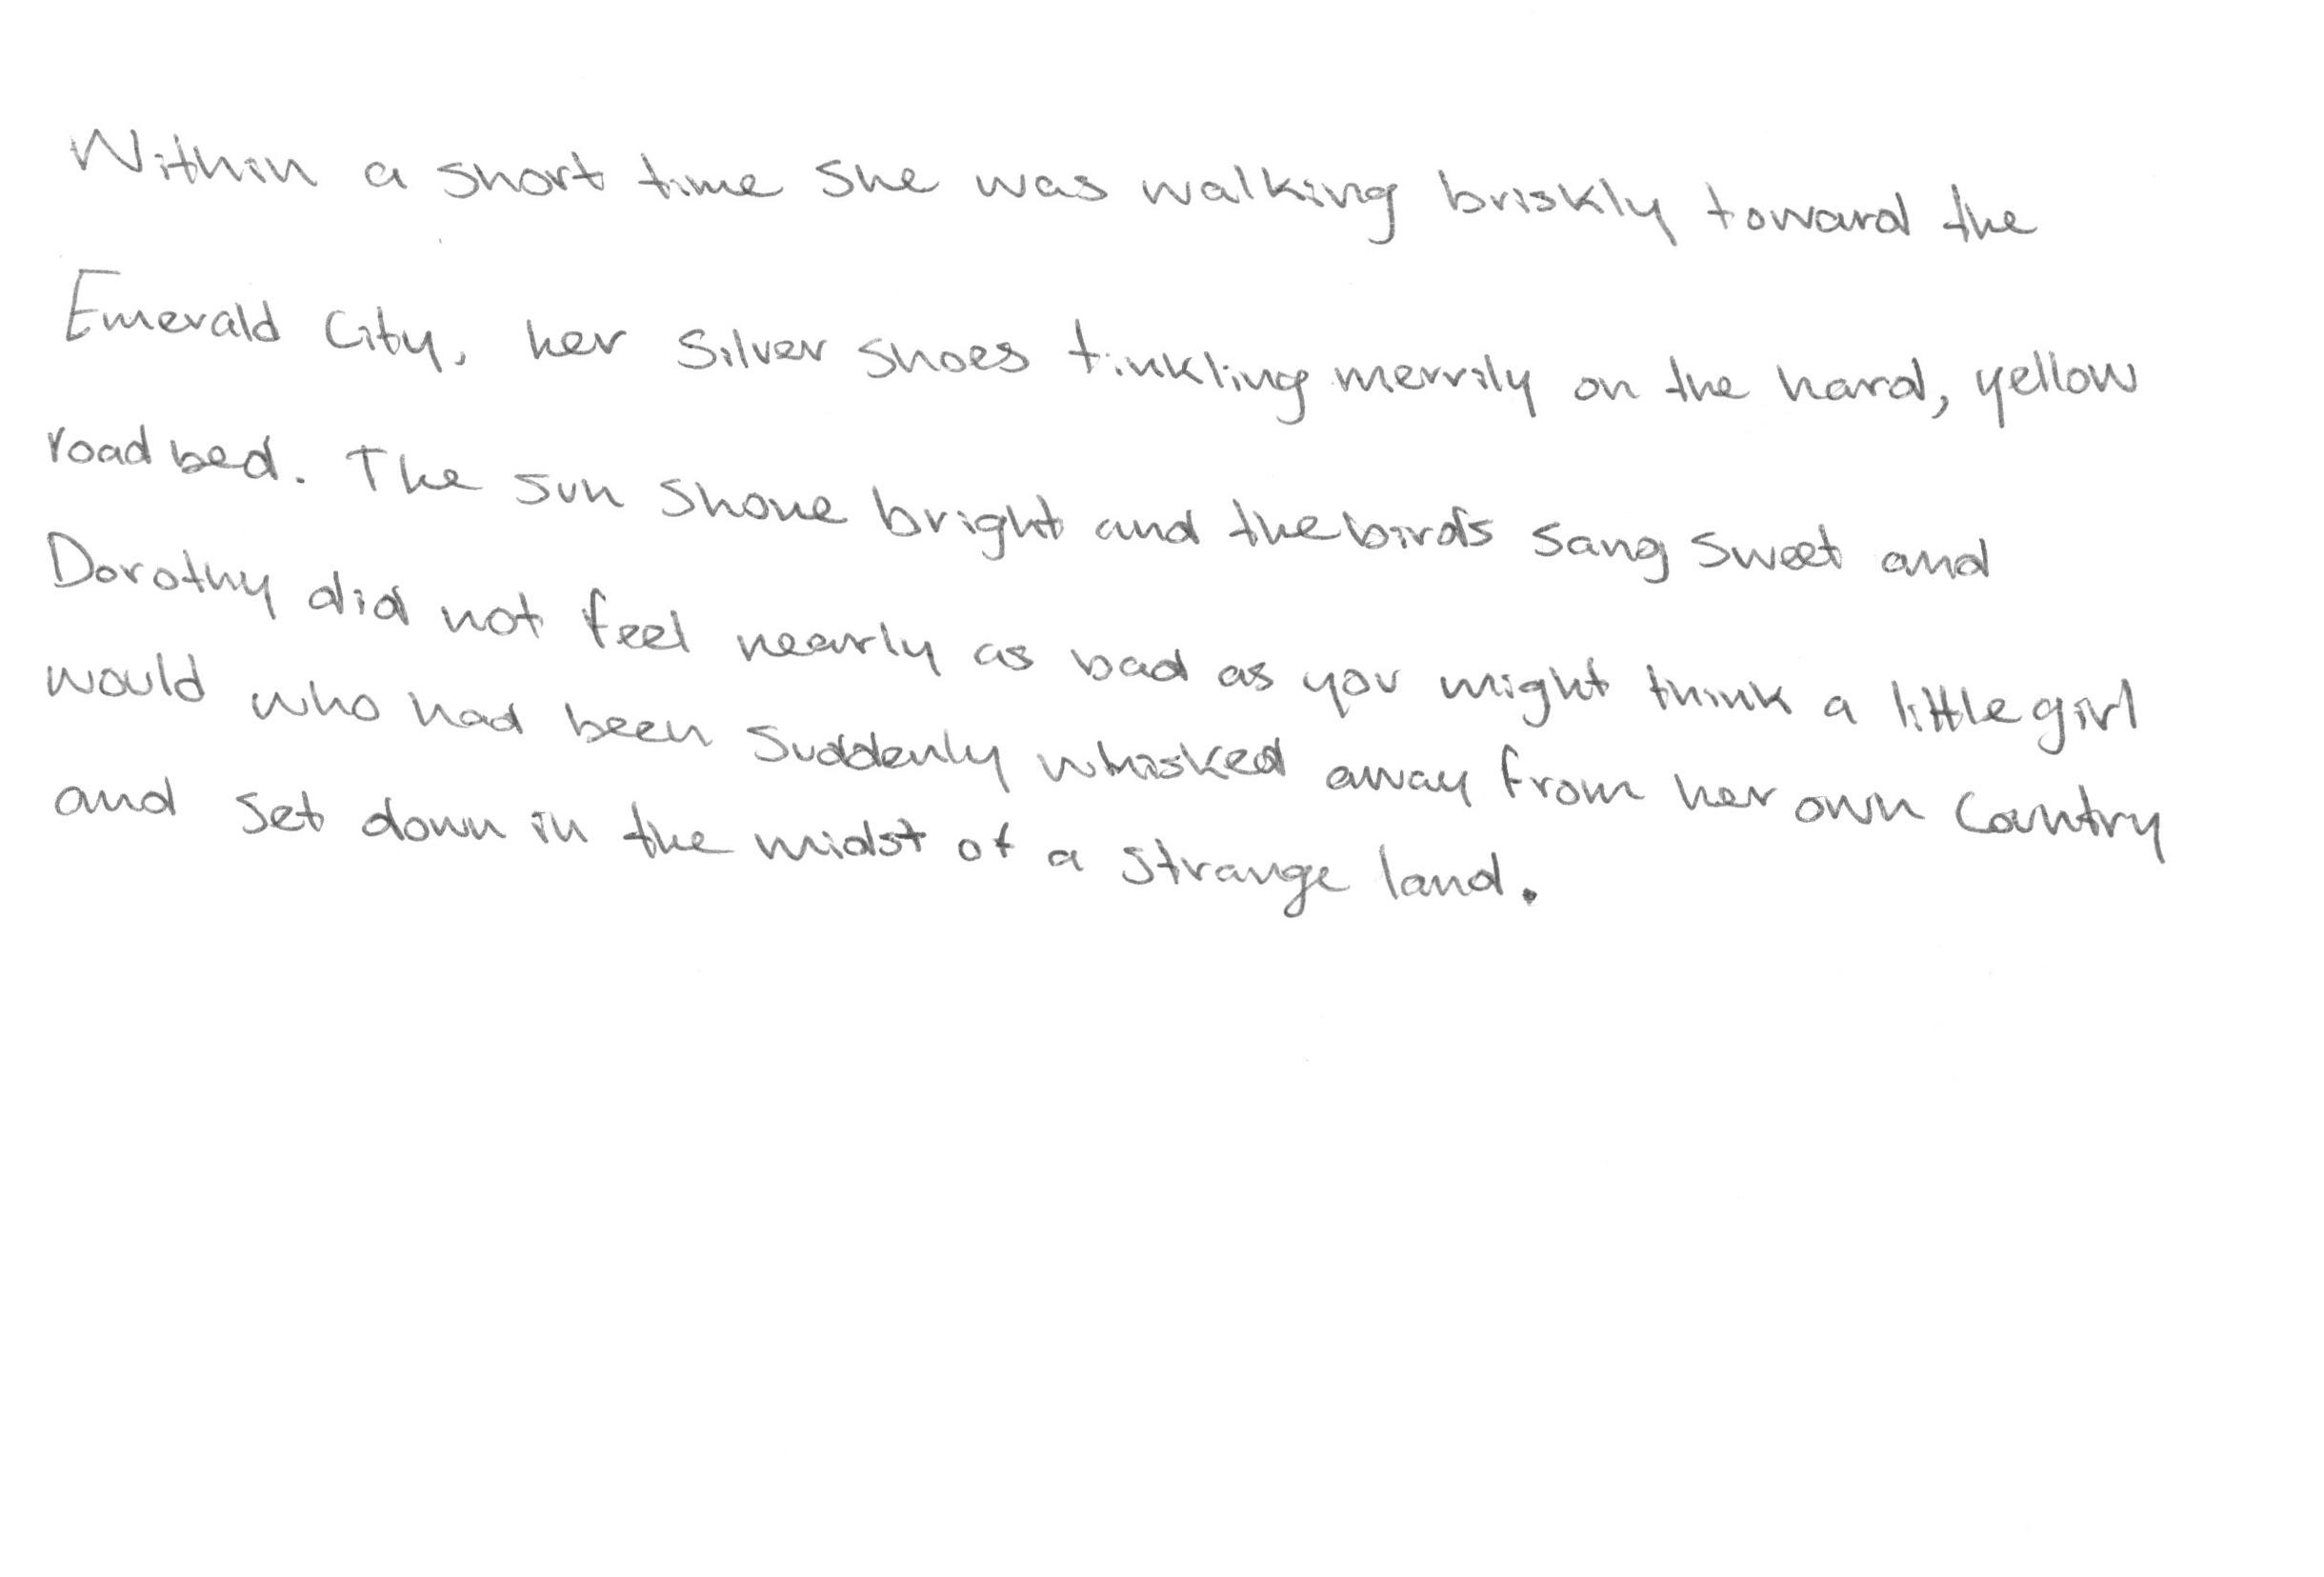 Within a short time she was walking briskly toward the
Emerald City, her silver shoes tinkling merrily on the hard, yellow
road bed. The sun shone bright and the birds sang sweet and
Dorothy did not feel nearly as bad as you might think a little girl
would who had been suddenly whisked away from her own country
and set down in the midst of a strange land.